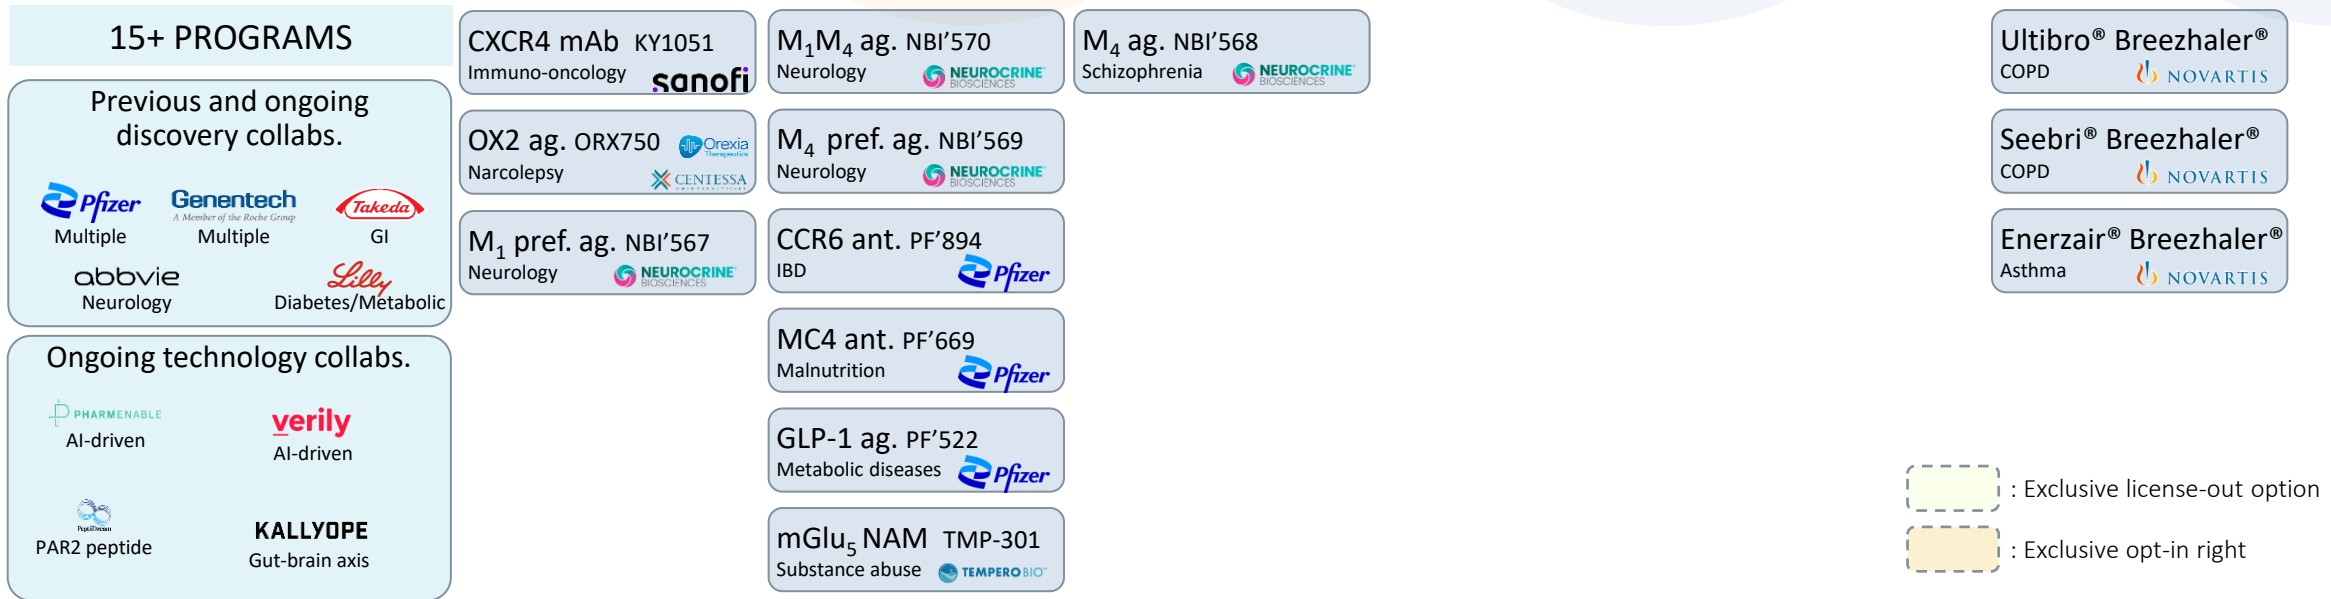 15+ PROGRAMS
Previous and ongoing
discovery collabs.
Pfizer
Multiple
Genentech
A Member of the Roche Group
Multiple
Takeda
GI
abbvie
Neurology
Lilly
Diabetes/Metabolic
Ongoing technology collabs.
PHARMENABLE
AI-driven
verily
AI-driven
PeptiDream
PAR2 peptide
KALLYOPE
Gut-brain axis
CXCR4 mAb KY1051
Immuno-oncology
sanofi
OX2 ag. ORX750
Orexia
Therapeutics
Narcolepsy
CENTESSA
M₁ pref. ag. NBI’567
Neurology
NEUROCRINE
BIOSCIENCES
M₁M₄ ag. NBI’570
Neurology
NEUROCRINE
BIOSCIENCES
M₄ pref. ag. NBI’569
Neurology
NEUROCRINE
BIOSCIENCES
CCR6 ant. PF’894
IBD
Pfizer
MC4 ant. PF’669
Malnutrition
Pfizer
GLP-1 ag. PF’522
Metabolic diseases
Pfizer
mGlu₅ NAM TMP-301
Substance abuse
TEMPERO BIO
M₄ ag. NBI’568
Schizophrenia
NEUROCRINE
BIOSCIENCES
Ultibro® Breezhaler®
COPD
NOVARTIS
Seebri® Breezhaler®
COPD
NOVARTIS
Enerzair® Breezhaler®
Asthma
NOVARTIS
: Exclusive license-out option
: Exclusive opt-in right